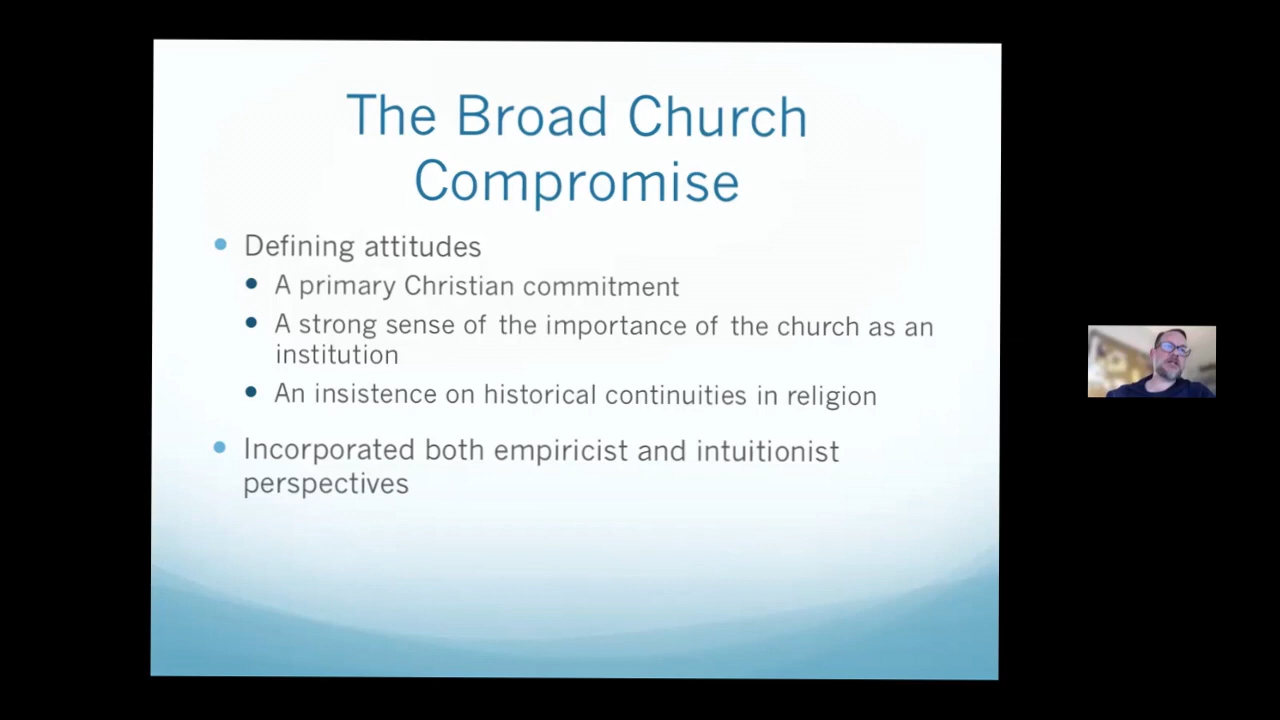 The Broad Church
Compromise
Defining attitudes
A primary Christian commitment
A strong sense of the importance of the church as an
institution
An insistence on historical continuities in religion
Incorporated both empiricist and intuitionist
perspectives